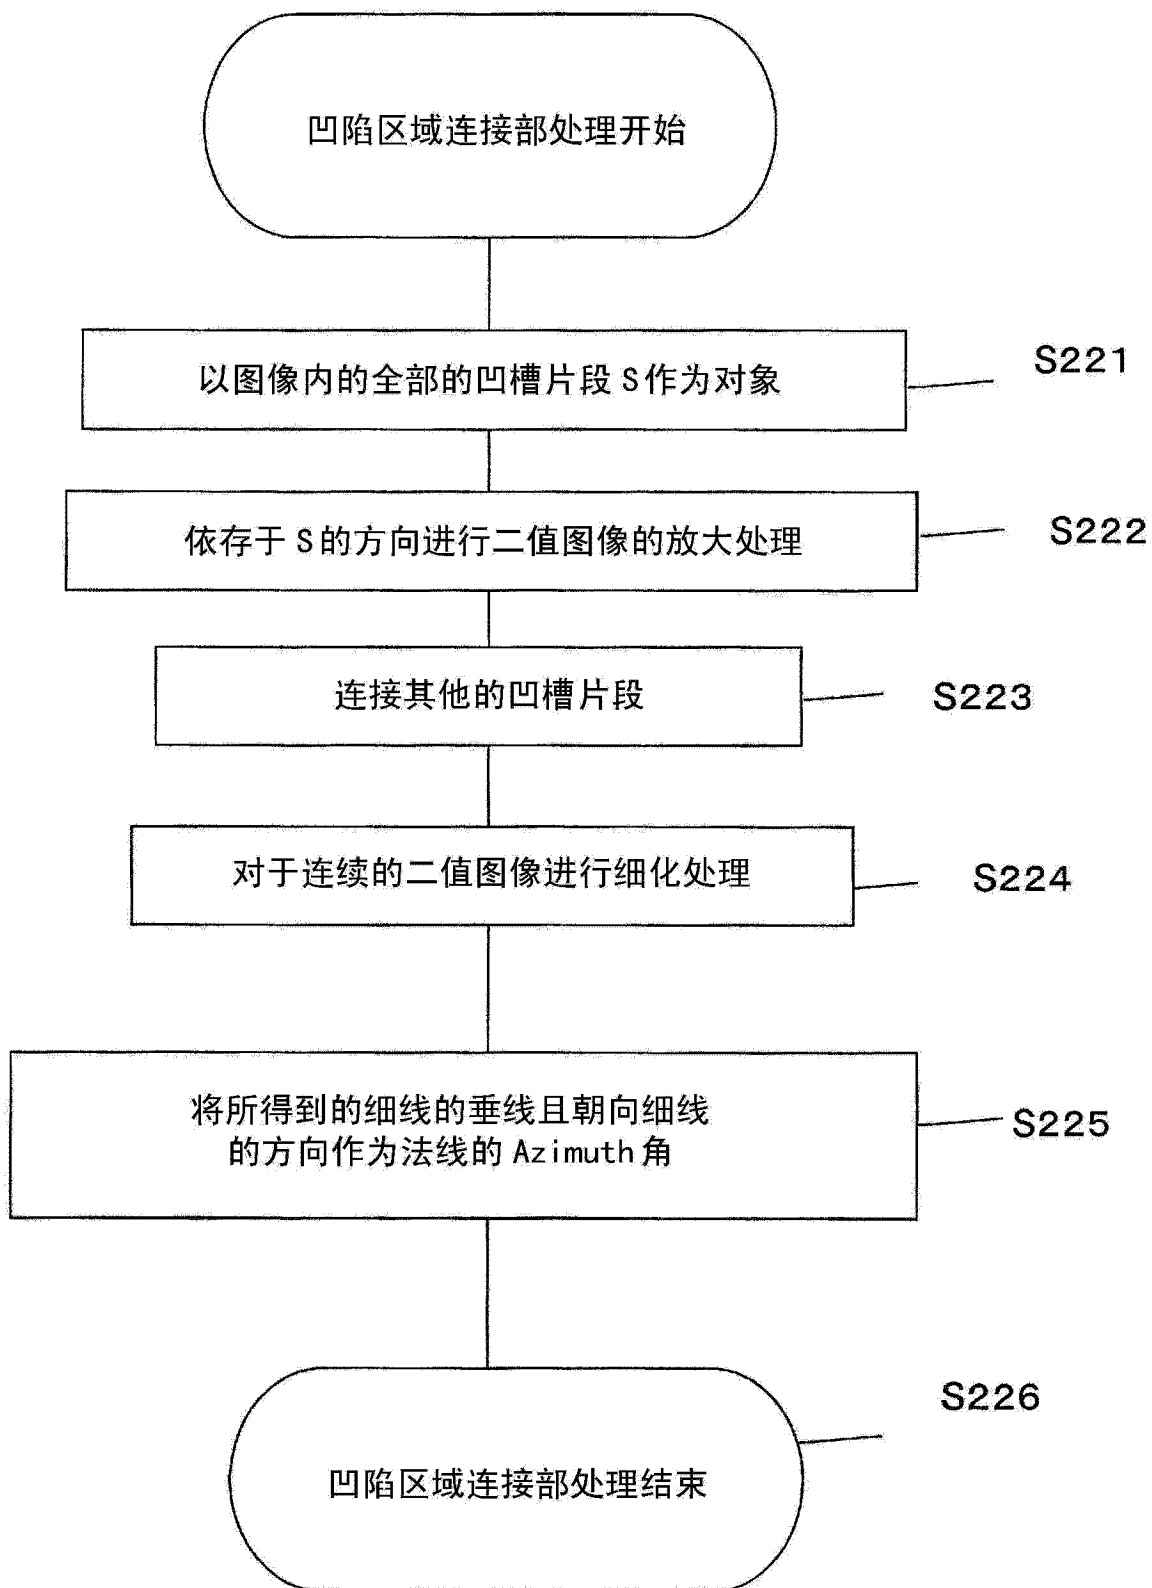 凹陷区域连接部处理开始
以图像内的全部的凹槽片段S作为对象
S221
依存于S的方向进行二值图像的放大处理
S222
连接其他的凹槽片段
S223
对于连续的二值图像进行细化处理
S224
将所得到的细线的垂线且朝向细线
的方向作为法线的Azimuth角
S225
S226
凹陷区域连接部处理结束